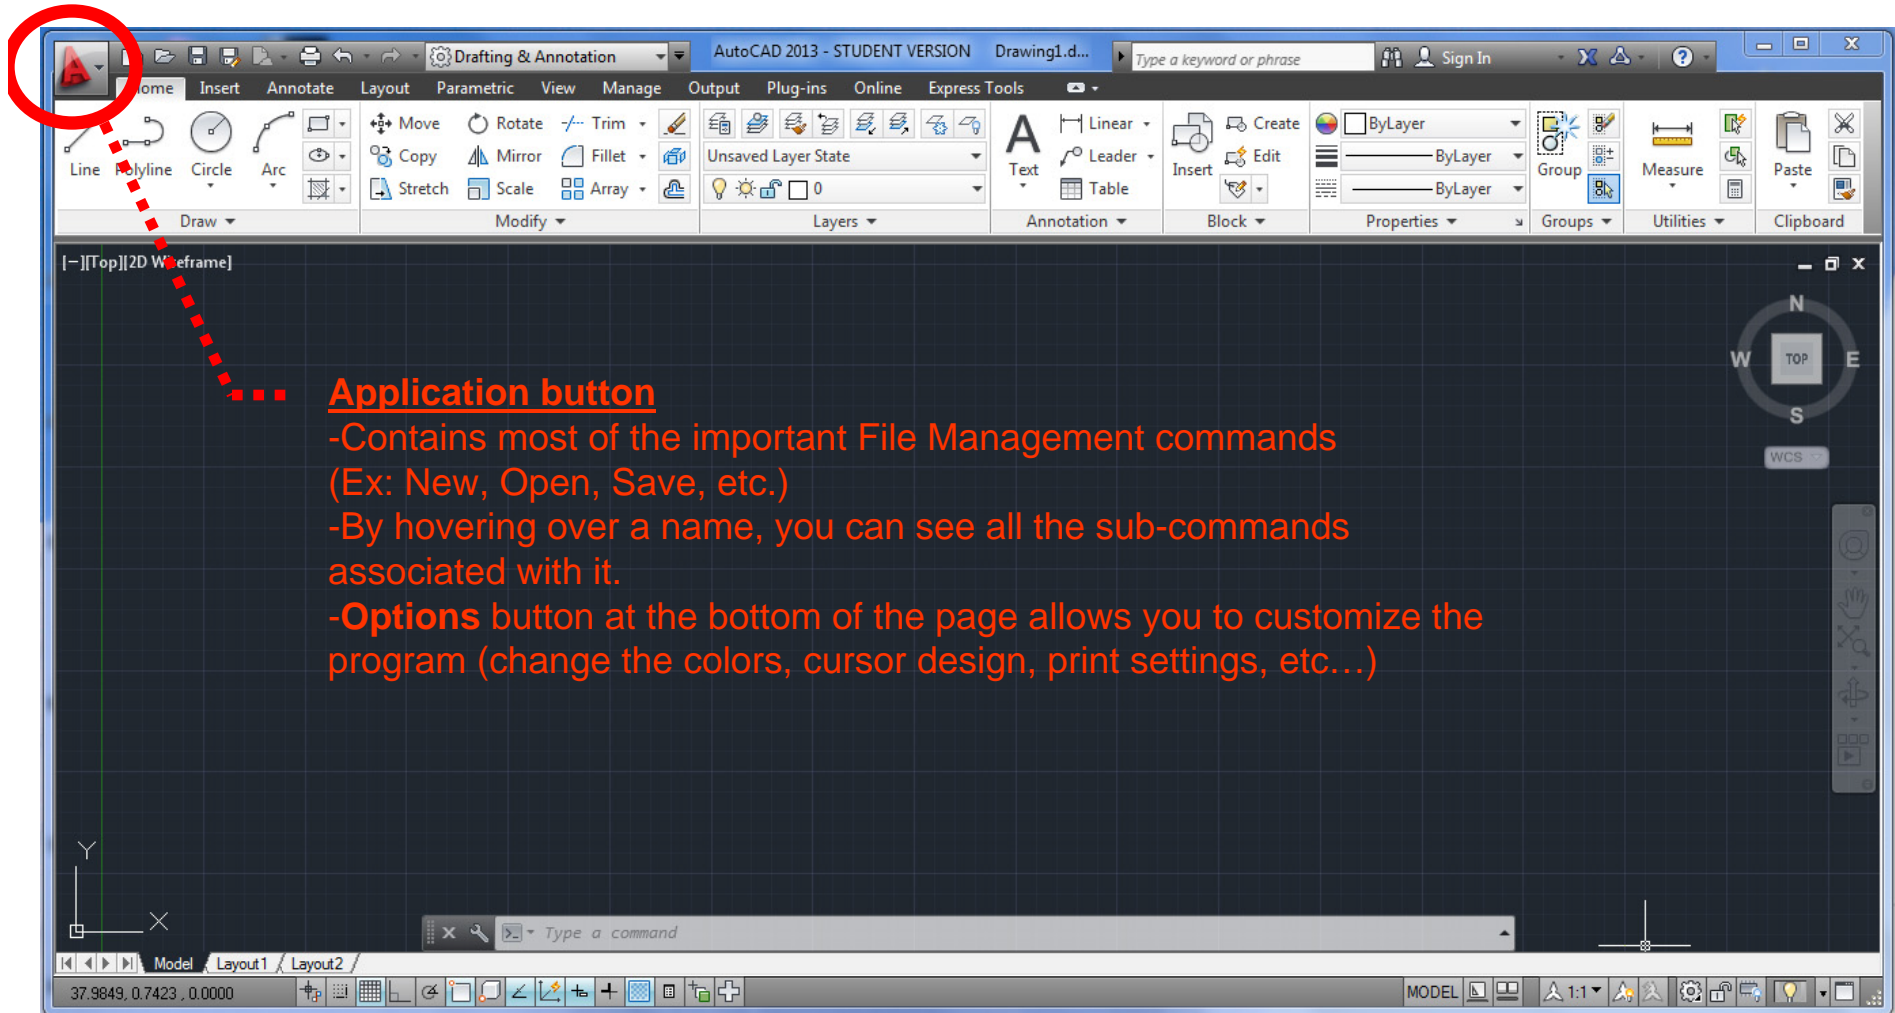 Drafting & Annotation
AutoCAD 2013 - STUDENT VERSION Drawing1.d...
Type a keyword or phrase
Sign In
Home Insert Annotate Layout Parametric View Manage Output Plug-ins Online Express Tools
Move Rotate Trim Linear Create ByLayer
Copy Mirror Fillet Unsaved Layer State Leader Edit ByLayer
Line Polyline Circle Arc Text Insert Group Measure Paste
Stretch Scale Array 0 Table ByLayer
Draw Modify Layers Annotation Block Properties Groups Utilities Clipboard
[−][Top][2D Wireframe]
N
W TOP E
S
WCS
Application button
-Contains most of the important File Management commands
(Ex: New, Open, Save, etc.)
-By hovering over a name, you can see all the sub-commands
associated with it.
-Options button at the bottom of the page allows you to customize the
program (change the colors, cursor design, print settings, etc…)
Y
X
Type a command
Model Layout1 Layout2
37.9849, 0.7423 , 0.0000
MODEL 1:1